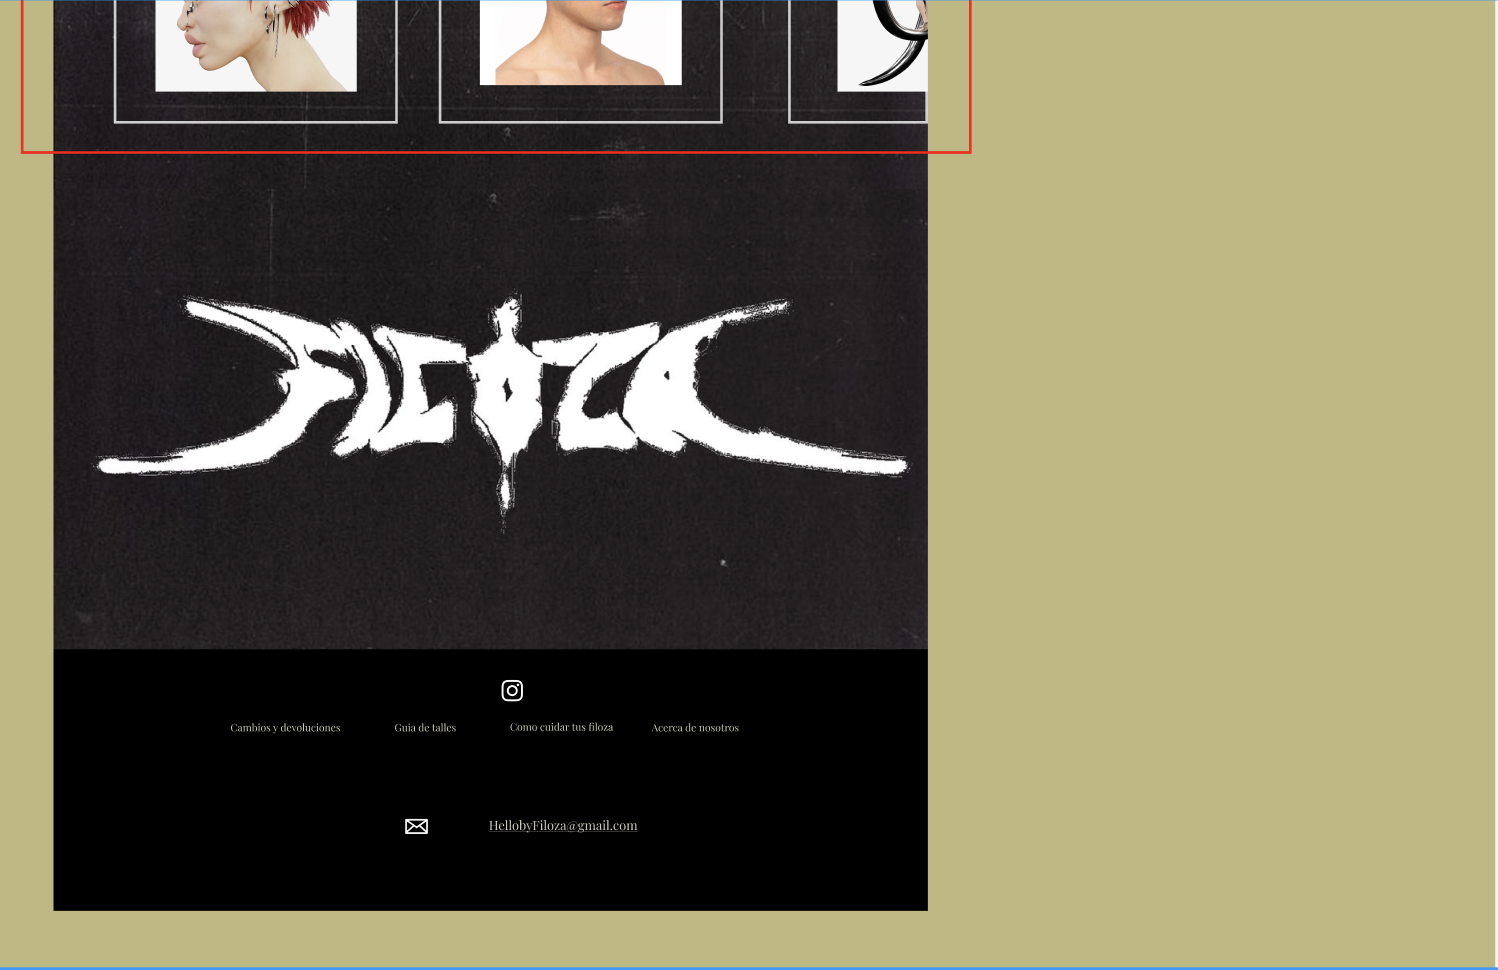 FILOZA
Cambios y devoluciones
Guia de talles
Como cuidar tus filoza
Acerca de nosotros
HellobyFiloza@gmail.com